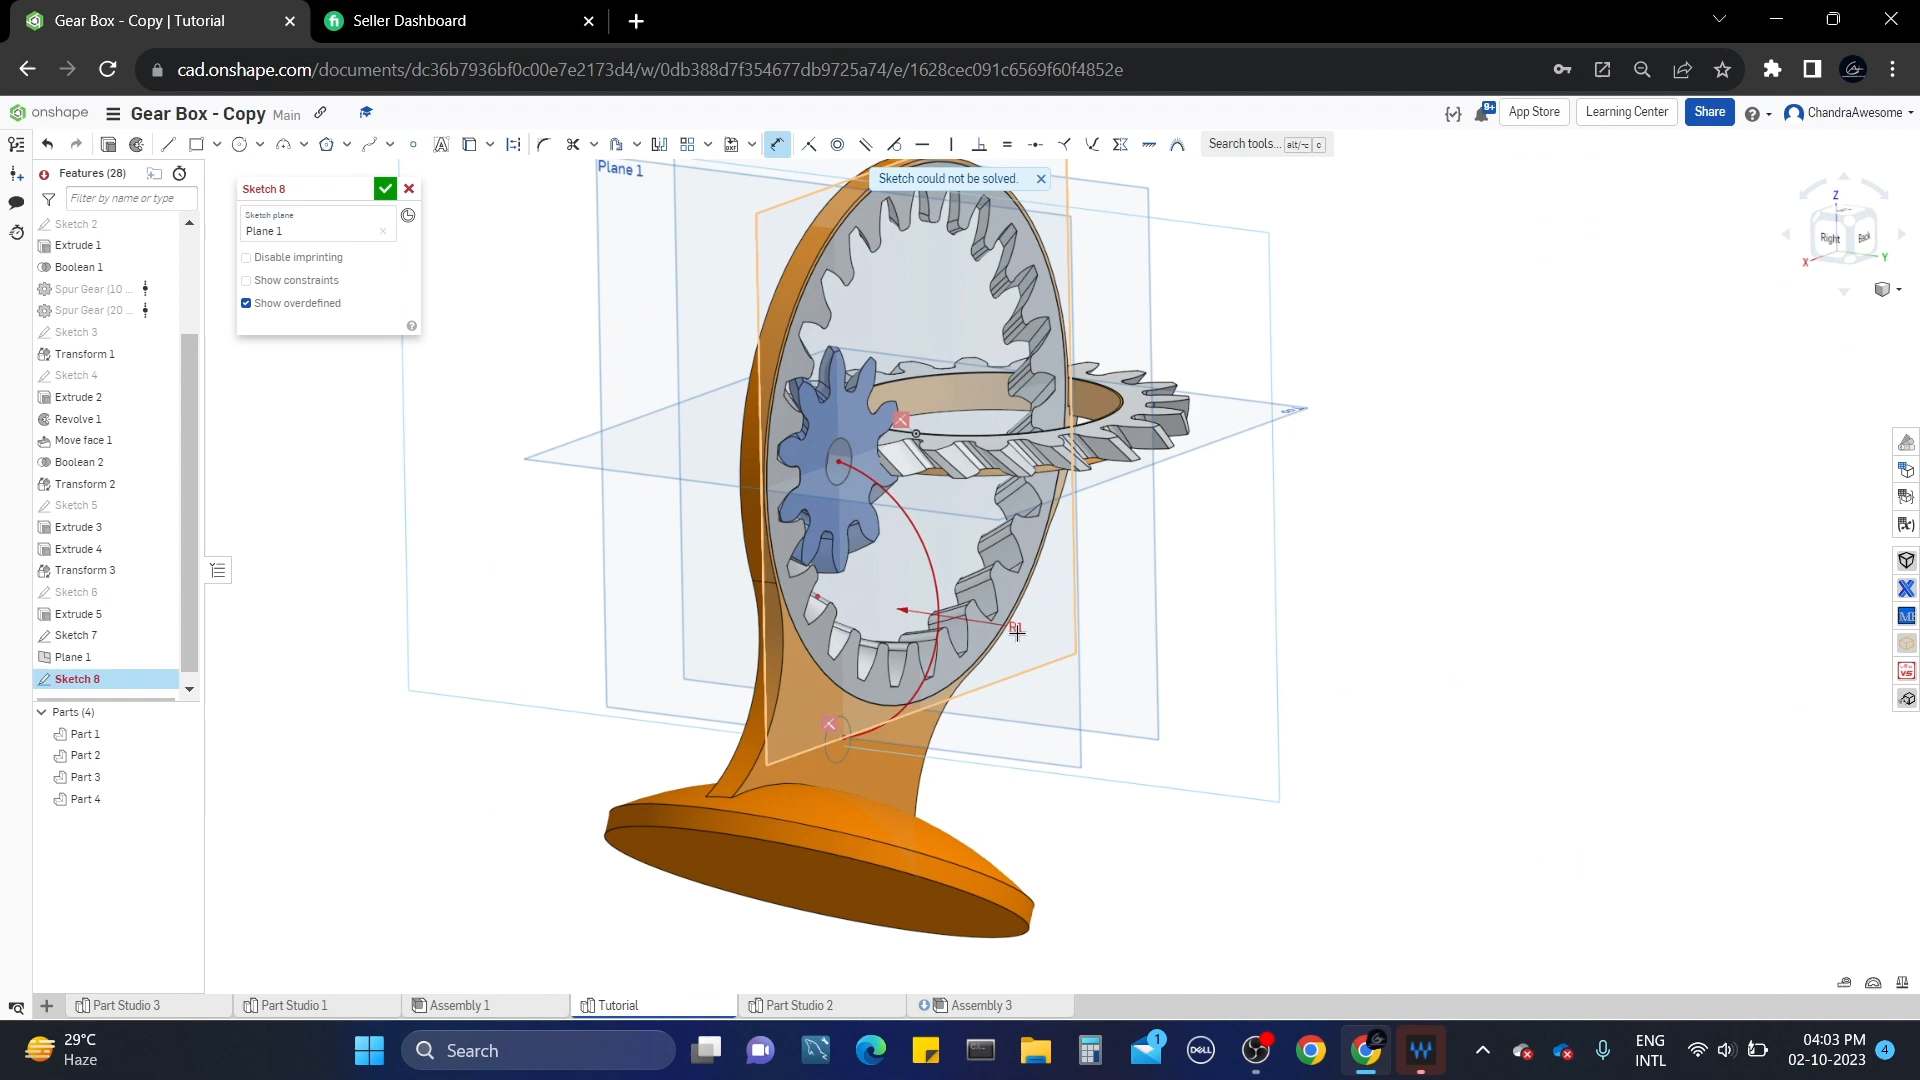 Gear Box - Copy | Tutorial
Seller Dashboard
cad.onshape.com/documents/dc36b7936bf0c00e7e2173d4/w/0db388d7f354677db9725a74/e/1628cec091c6569f60f4852e
onshape
Gear Box - Copy Main
9+
App Store
Learning Center
Share
ChandraAwesome
Search tools... alt/⌥ c
Features (28)
Filter by name or type
Sketch 2
Extrude 1
Boolean 1
Spur Gear (10 ...
Spur Gear (20 ...
Sketch 3
Transform 1
Sketch 4
Extrude 2
Revolve 1
Move face 1
Boolean 2
Transform 2
Sketch 5
Extrude 3
Extrude 4
Transform 3
Sketch 6
Extrude 5
Sketch 7
Plane 1
Sketch 8
Parts (4)
Part 1
Part 2
Part 3
Part 4
Sketch 8
Sketch plane
Plane 1
Disable imprinting
Show constraints
Show overdefined
Plane 1
Sketch could not be solved.
R1
Z
Right
Back
X
Y
Part Studio 3
Part Studio 1
Assembly 1
Tutorial
Part Studio 2
Assembly 3
29°C
Haze
Search
1
DELL
ENG
INTL
04:03 PM
02-10-2023
4